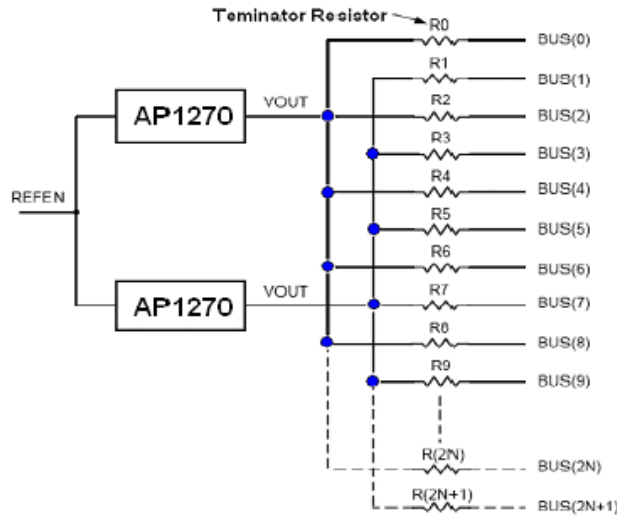 Teminator Resistor
R0
BUS(0)
R1
BUS(1)
AP1270
VOUT
R2
BUS(2)
R3
BUS(3)
R4
BUS(4)
REFEN
R5
BUS(5)
R6
BUS(6)
AP1270
VOUT
R7
BUS(7)
R8
BUS(8)
R9
BUS(9)
R(2N)
BUS(2N)
R(2N+1)
BUS(2N+1)